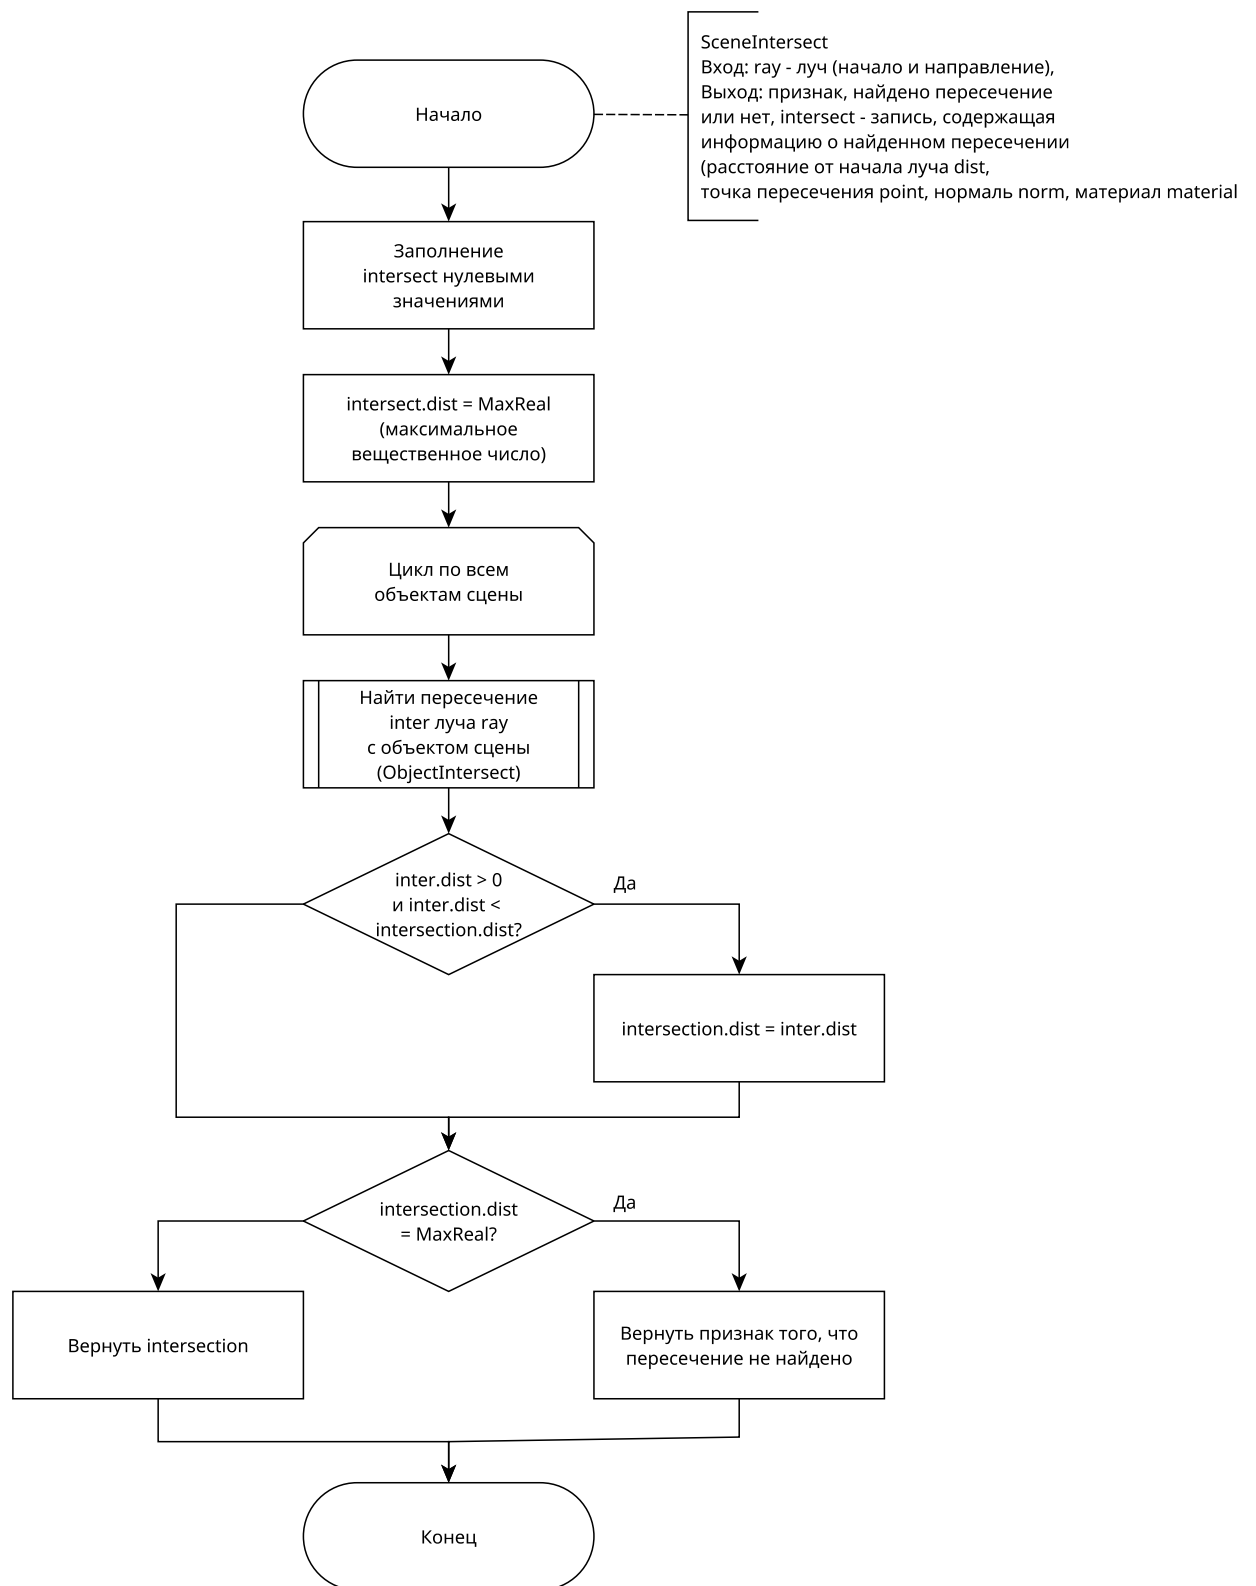 SceneIntersect
Вход: ray - луч (начало и направление),
Выход: признак, найдено пересечение
или нет, intersect - запись, содержащая
информацию о найденном пересечении
(расстояние от начала луча dist,
точка пересечения point, нормаль norm, материал material
Начало
Заполнение
intersect нулевыми
значениями
intersect.dist = MaxReal
(максимальное
вещественное число)
Цикл по всем
объектам сцены
Найти пересечение
inter луча ray
с объектом сцены
(ObjectIntersect)
inter.dist > 0
и inter.dist <
intersection.dist?
Да
intersection.dist = inter.dist
intersection.dist
= MaxReal?
Да
Вернуть intersection
Вернуть признак того, что
пересечение не найдено
Конец